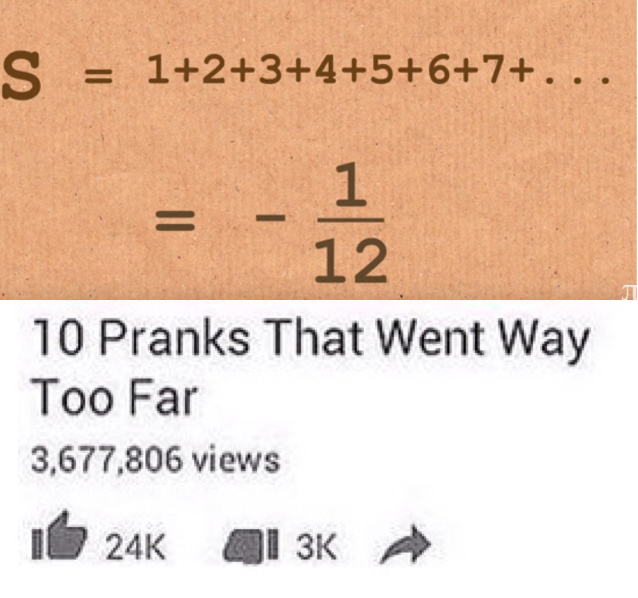 S = 1+2+3+4+5+6+7+...
= - 1/12
π
10 Pranks That Went Way
Too Far
3,677,806 views
24K 3K